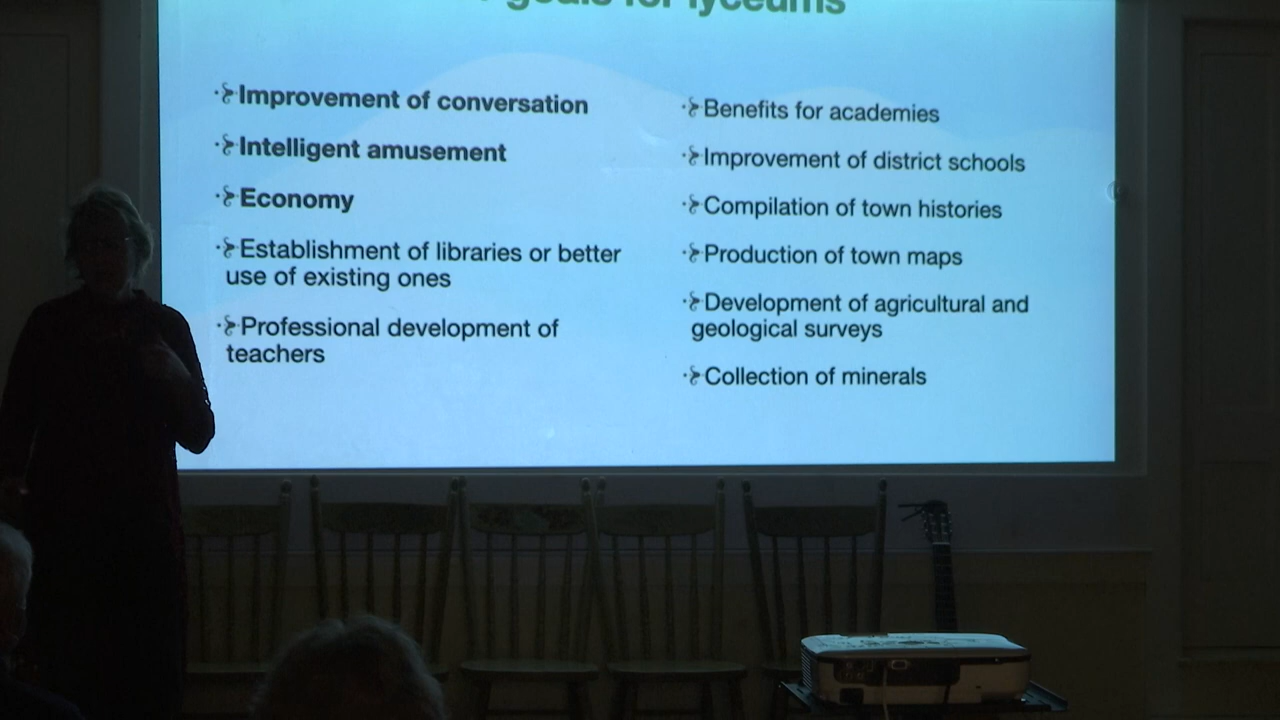 goals for lyceums
Improvement of conversation
Intelligent amusement
Economy
Establishment of libraries or better
use of existing ones
Professional development of
teachers
Benefits for academies
Improvement of district schools
Compilation of town histories
Production of town maps
Development of agricultural and
geological surveys
Collection of minerals